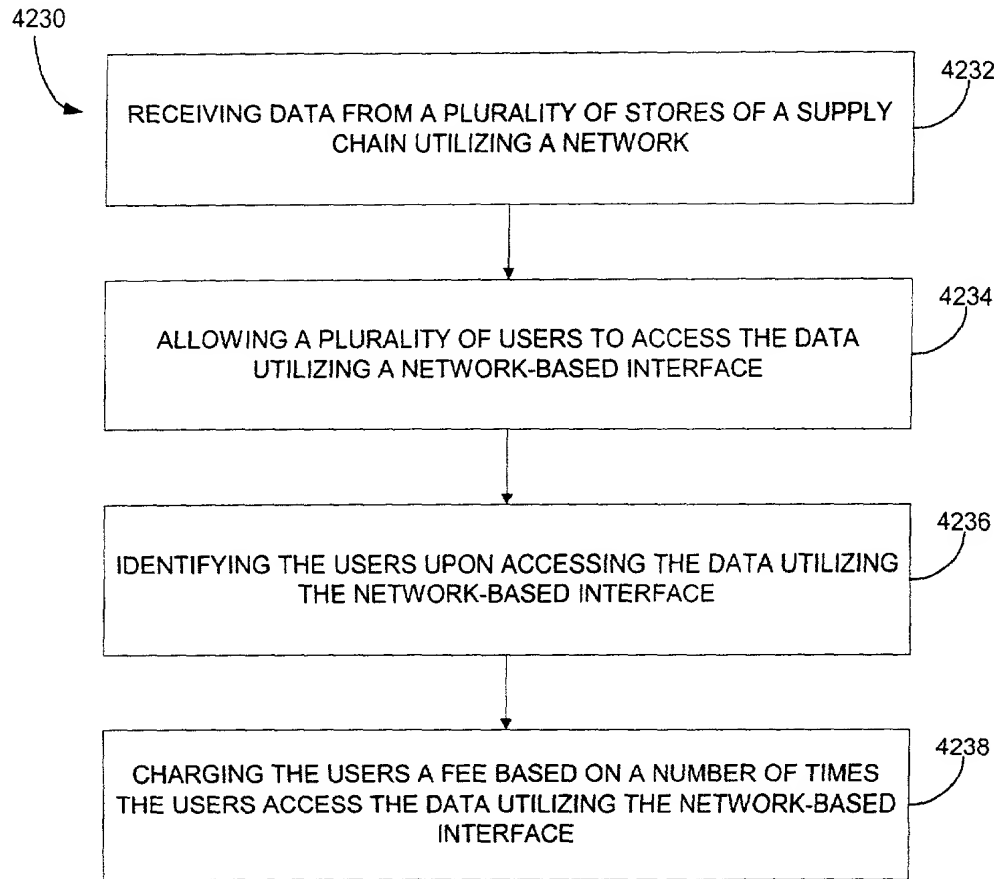 4230
4232
RECEIVING DATA FROM A PLURALITY OF STORES OF A SUPPLY
CHAIN UTILIZING A NETWORK
4234
ALLOWING A PLURALITY OF USERS TO ACCESS THE DATA
UTILIZING A NETWORK-BASED INTERFACE
4236
IDENTIFYING THE USERS UPON ACCESSING THE DATA UTILIZING
THE NETWORK-BASED INTERFACE
4238
CHARGING THE USERS A FEE BASED ON A NUMBER OF TIMES
THE USERS ACCESS THE DATA UTILIZING THE NETWORK-BASED
INTERFACE